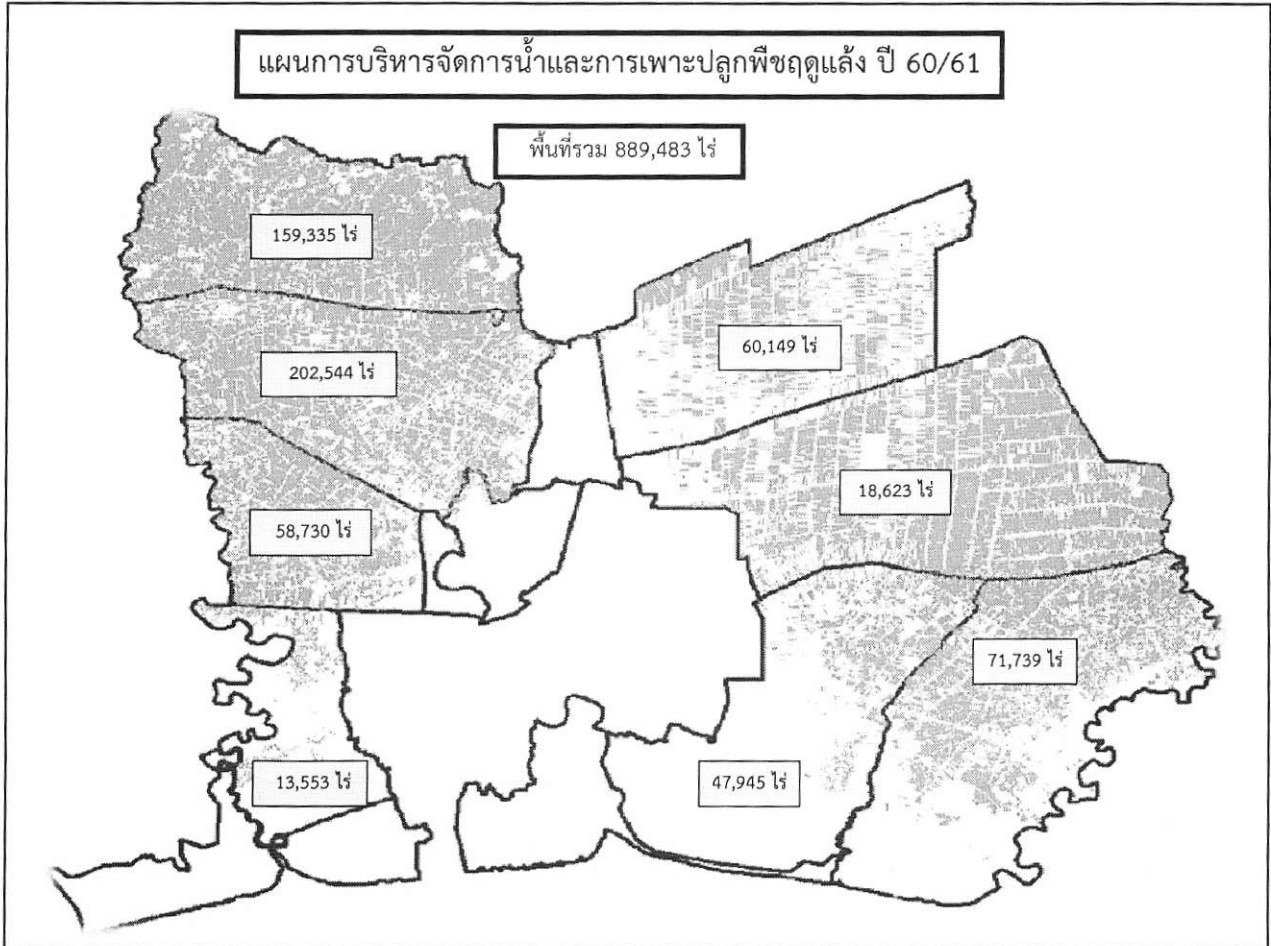 แผนการบริหารจัดการน้ำและการเพาะปลูกพืชฤดูแล้ง ปี 60/61
พื้นที่รวม 889,483 ไร่
159,335 ไร่
60,149 ไร่
202,544 ไร่
18,623 ไร่
58,730 ไร่
71,739 ไร่
13,553 ไร่
47,945 ไร่